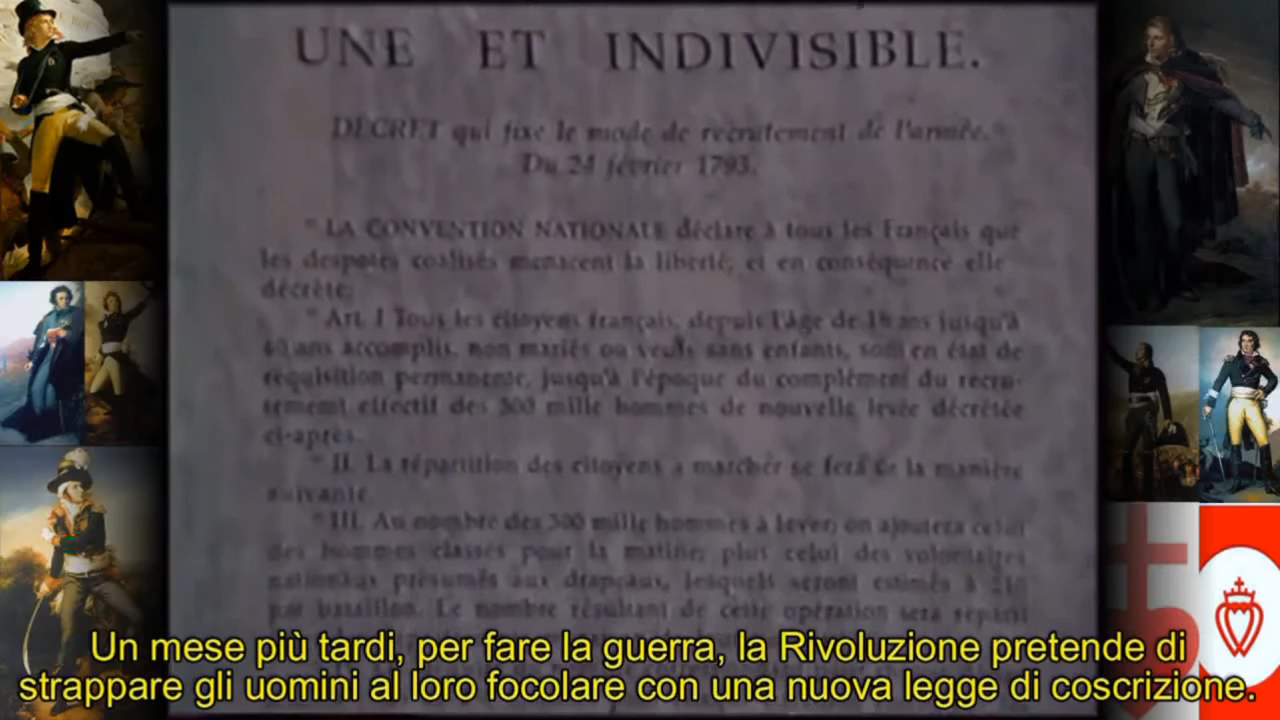 UNE ET INDIVISIBLE.
DÉCRET qui fixe le mode de recrutement de l'armée.
Du 24 février 1793.
" LA CONVENTION NATIONALE déclare à tous les Français que
les despotes coalisés menacent la liberté; et en conséquence elle
décrète:
" Art. I Tous les citoyens français, depuis l'âge de 18 ans jusqu'à
40 ans accomplis, non mariés ou veufs sans enfants, sont en état de
réquisition permanente, jusqu'à l'époque du complément du recru-
tement effectif des 300 mille hommes de nouvelle levée décrétée
ci-après.
" II. La répartition des citoyens à marcher se fera de la manière
suivante
" III. Au nombre des 300 mille hommes à lever; on ajoutera celui
des hommes classés pour la marine; plus celui des volontaires
nationaux présumés aux drapeaux, lesquels seront estimés à
par bataillon. Le nombre résultant de cette opération sera réparti
Un mese più tardi, per fare la guerra, la Rivoluzione pretende di
strappare gli uomini al loro focolare con una nuova legge di coscrizione.